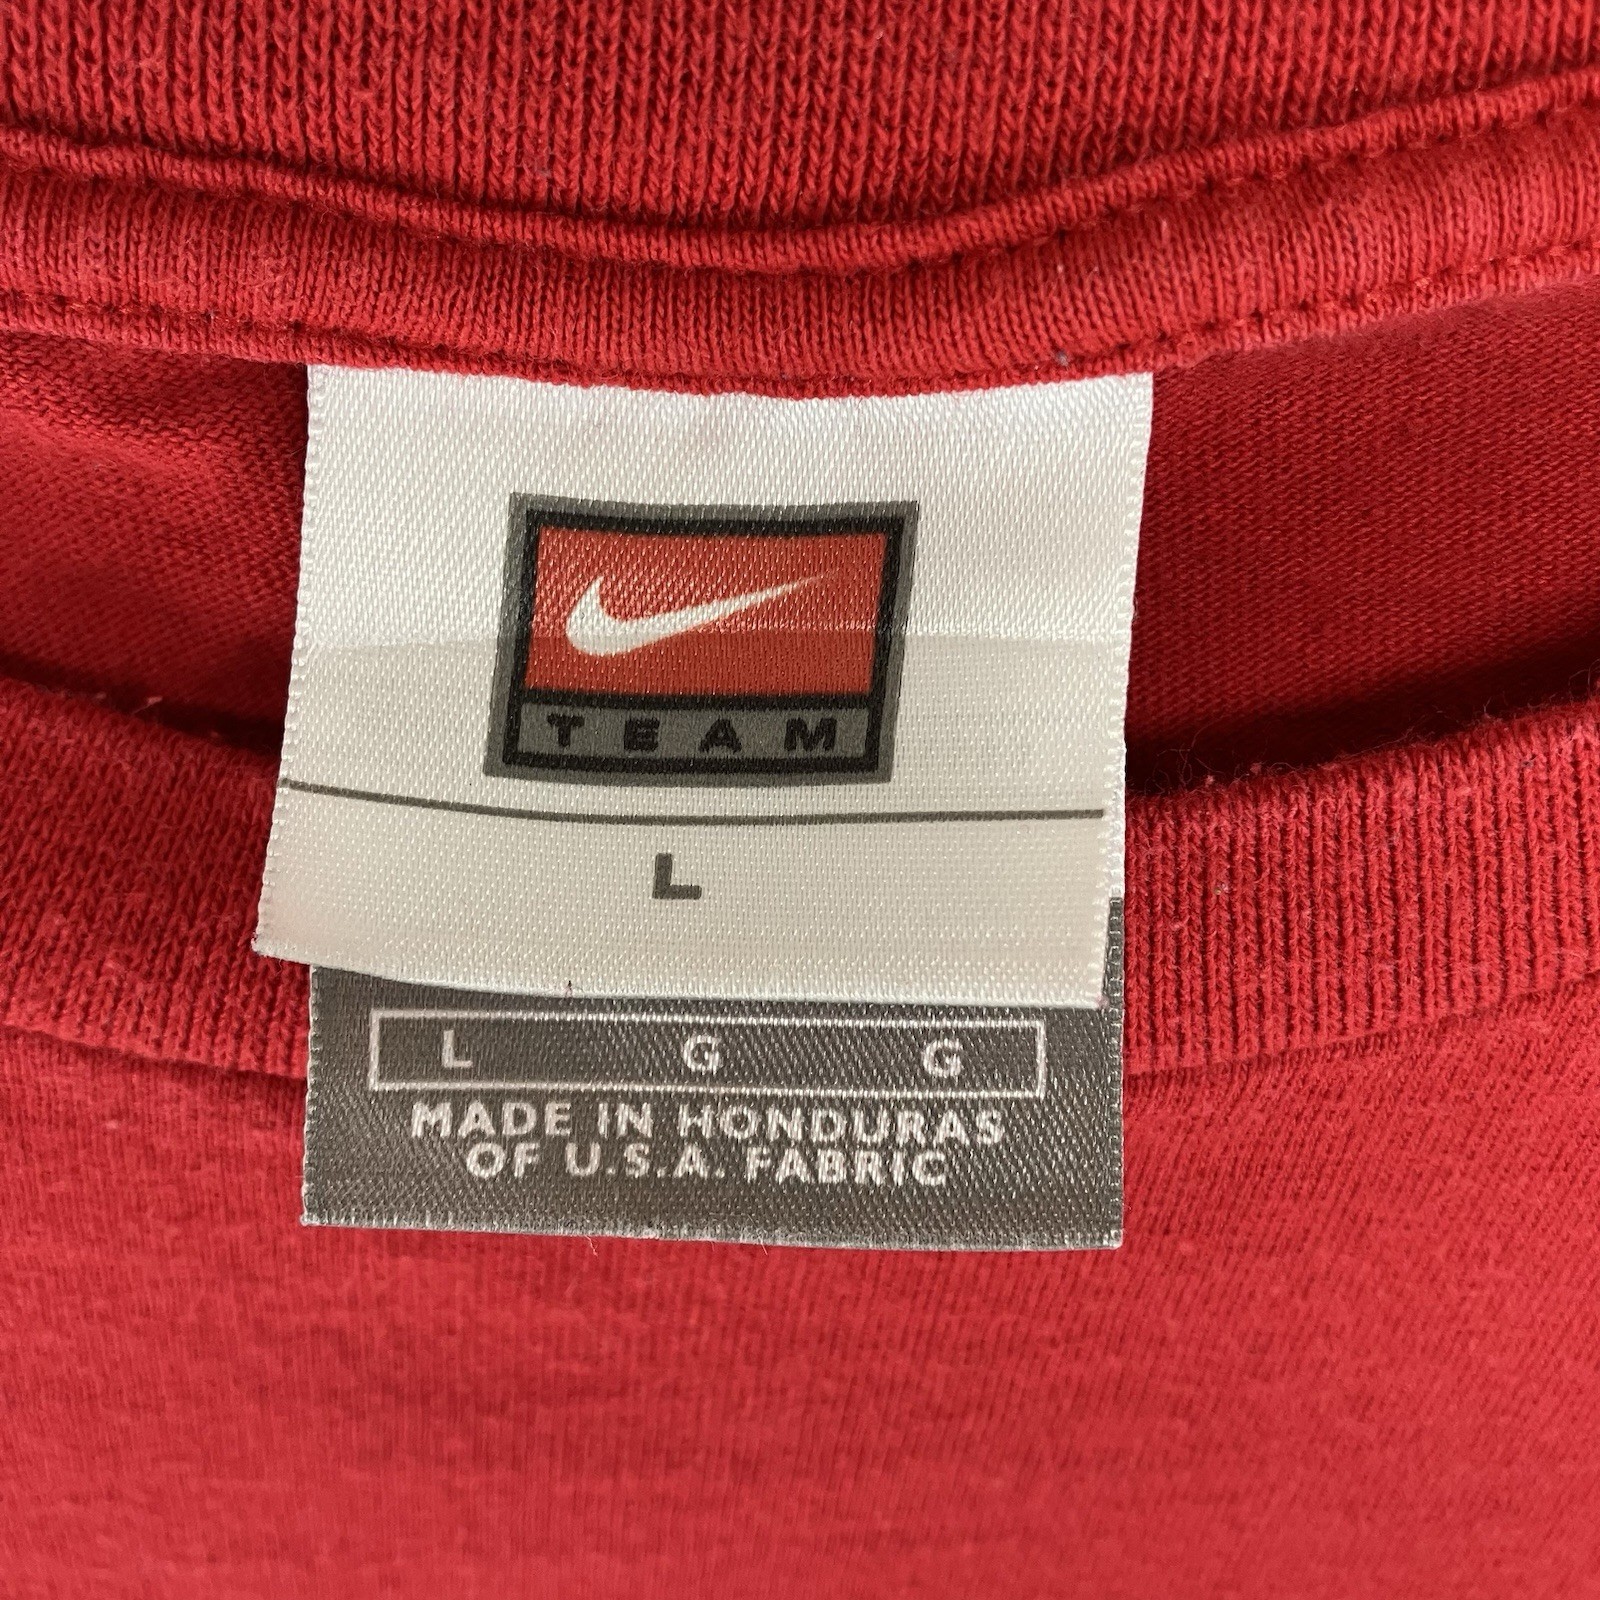 TEAM
L
L G G
MADE IN HONDURAS
OF U.S.A. FABRIC